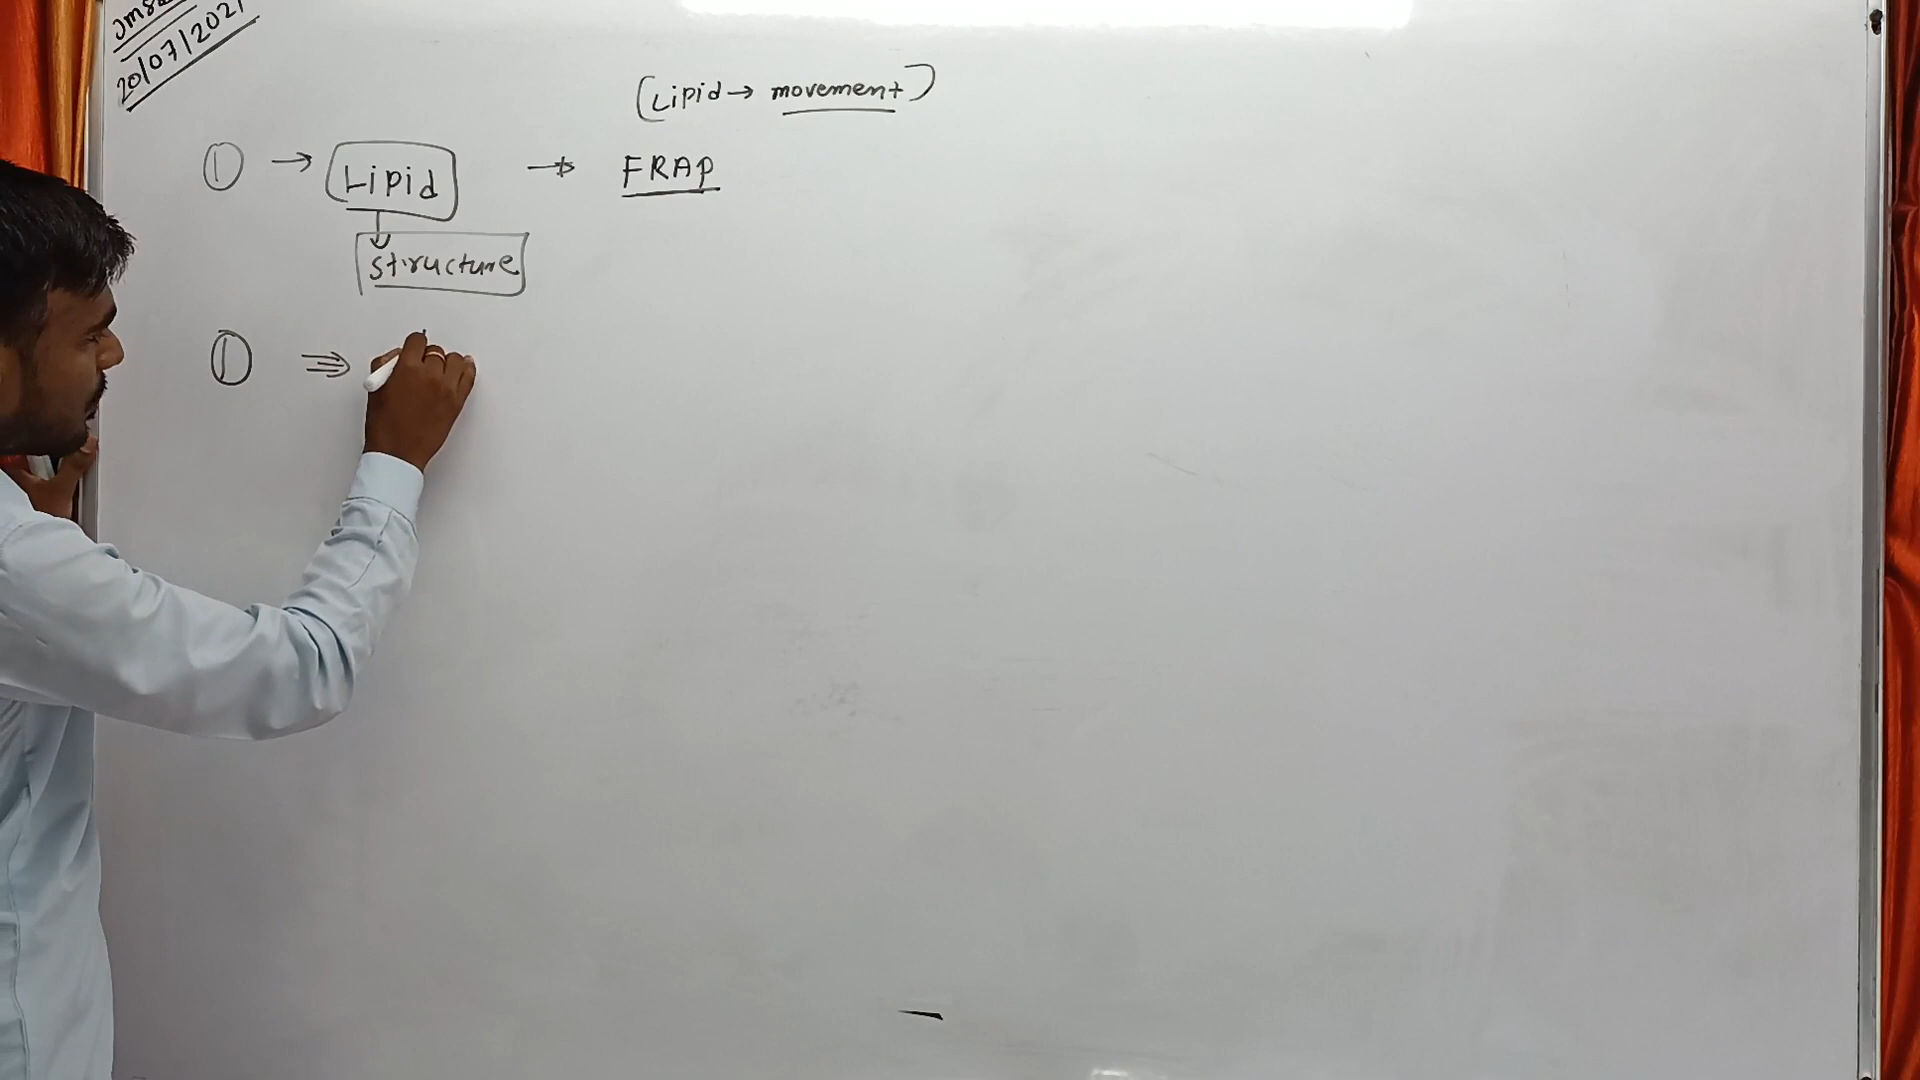 20/07/2021
(Lipid → movement)
① → Lipid → FRAP
structure
① ⇛